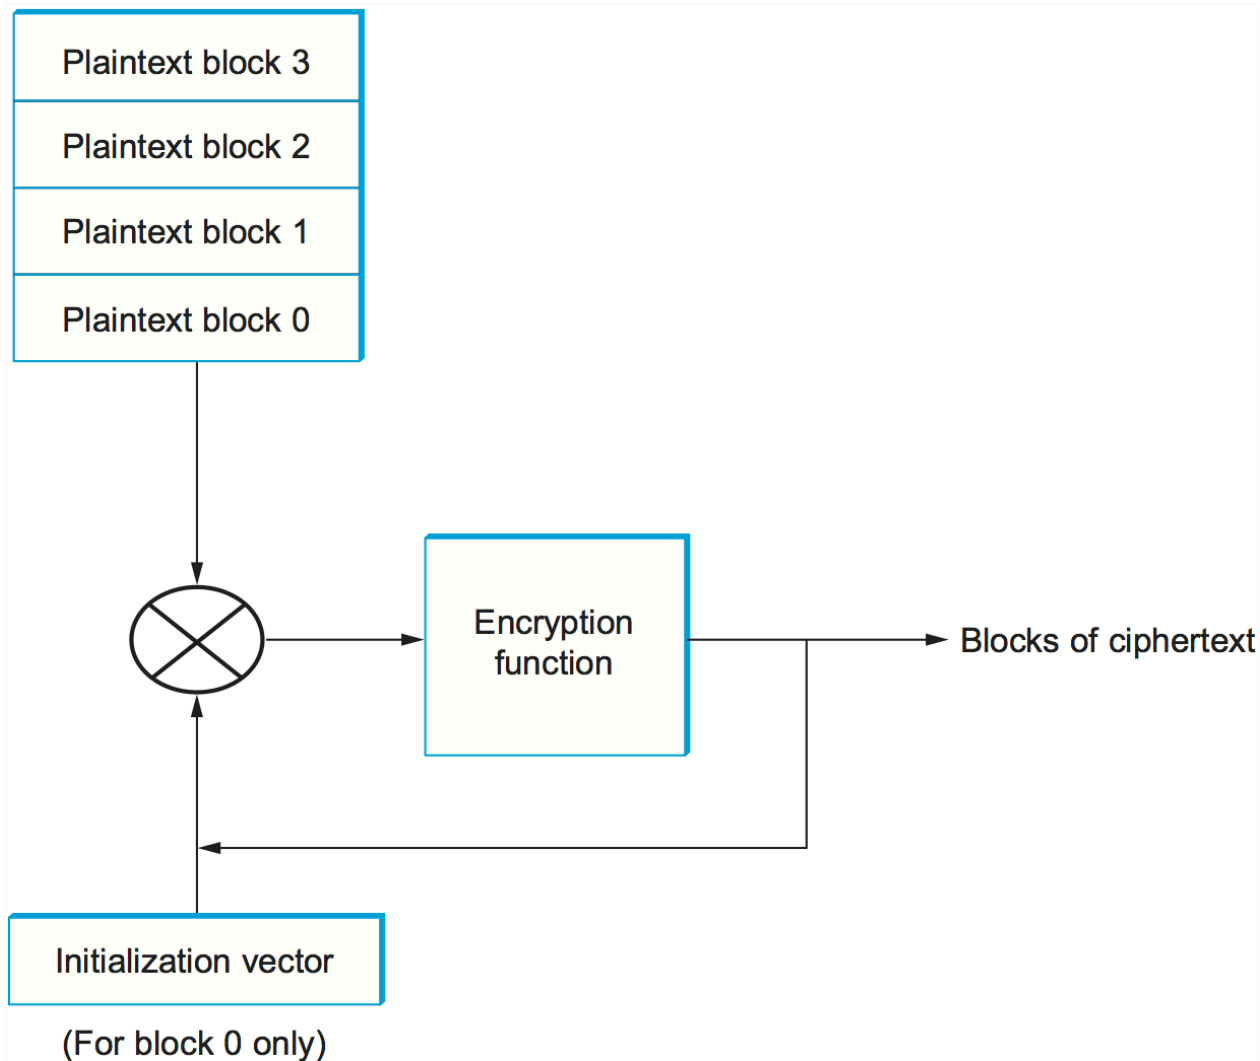 Plaintext block 3
Plaintext block 2
Plaintext block 1
Plaintext block 0
Encryption
function
Blocks of ciphertext
Initialization vector
(For block 0 only)